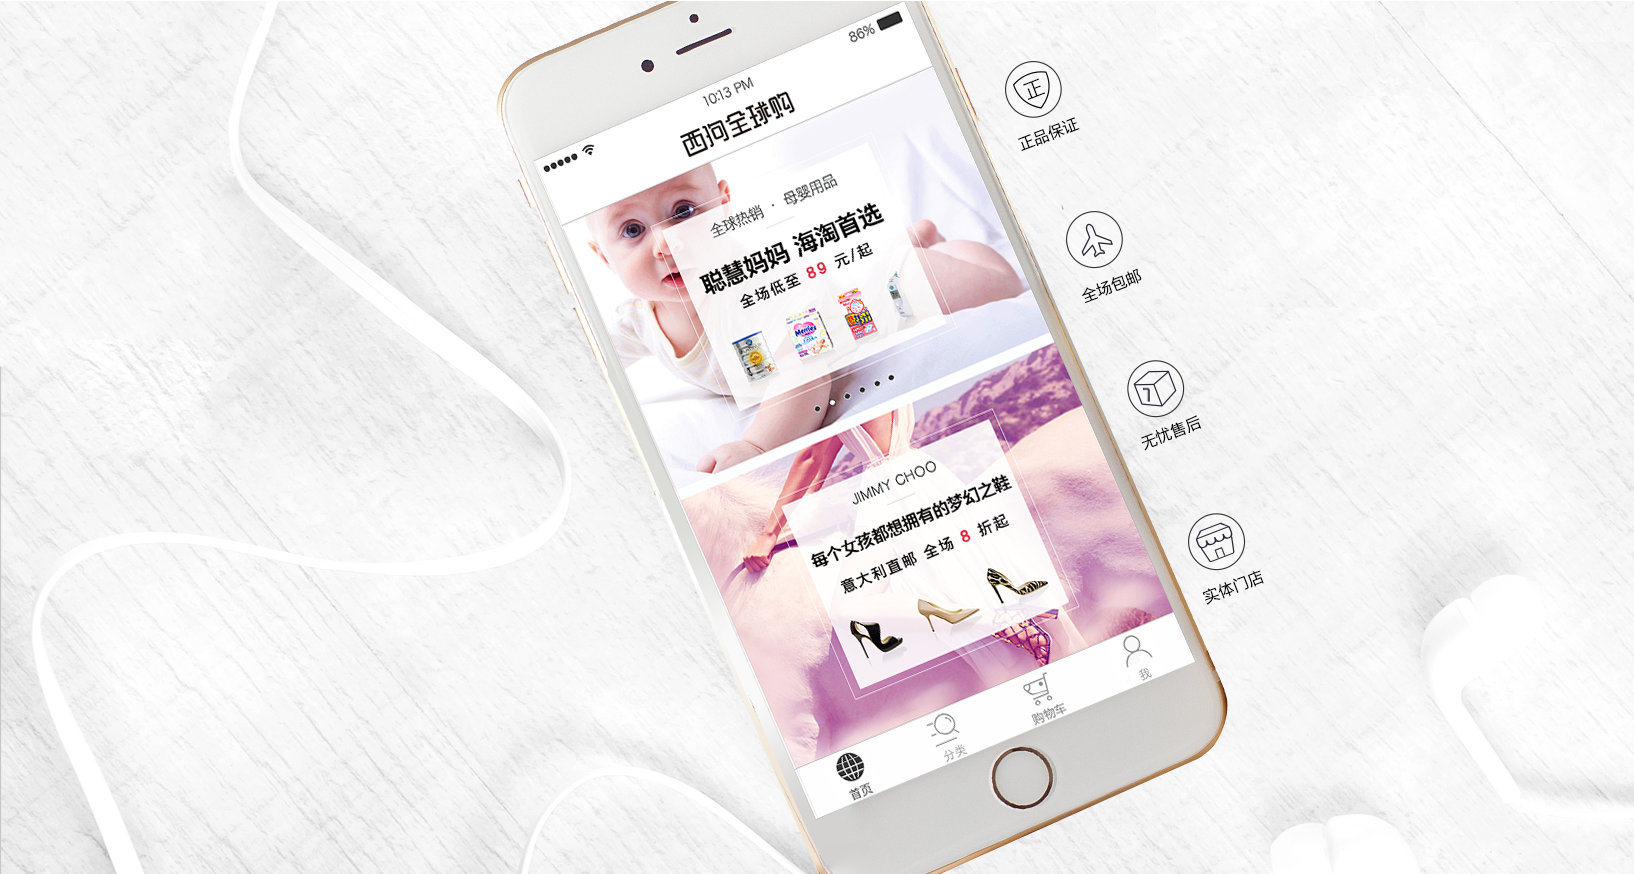 86%
10:13 PM
西河全球购
全球热销 · 母婴用品
聪慧妈妈 海淘首选
全场低至 89 元/起
Merries
JIMMY CHOO
每个女孩都想拥有的梦幻之鞋
意大利直邮 全场 8 折起
首页
分类
购物车
我
正
正品保证
全场包邮
7
无忧售后
实体门店